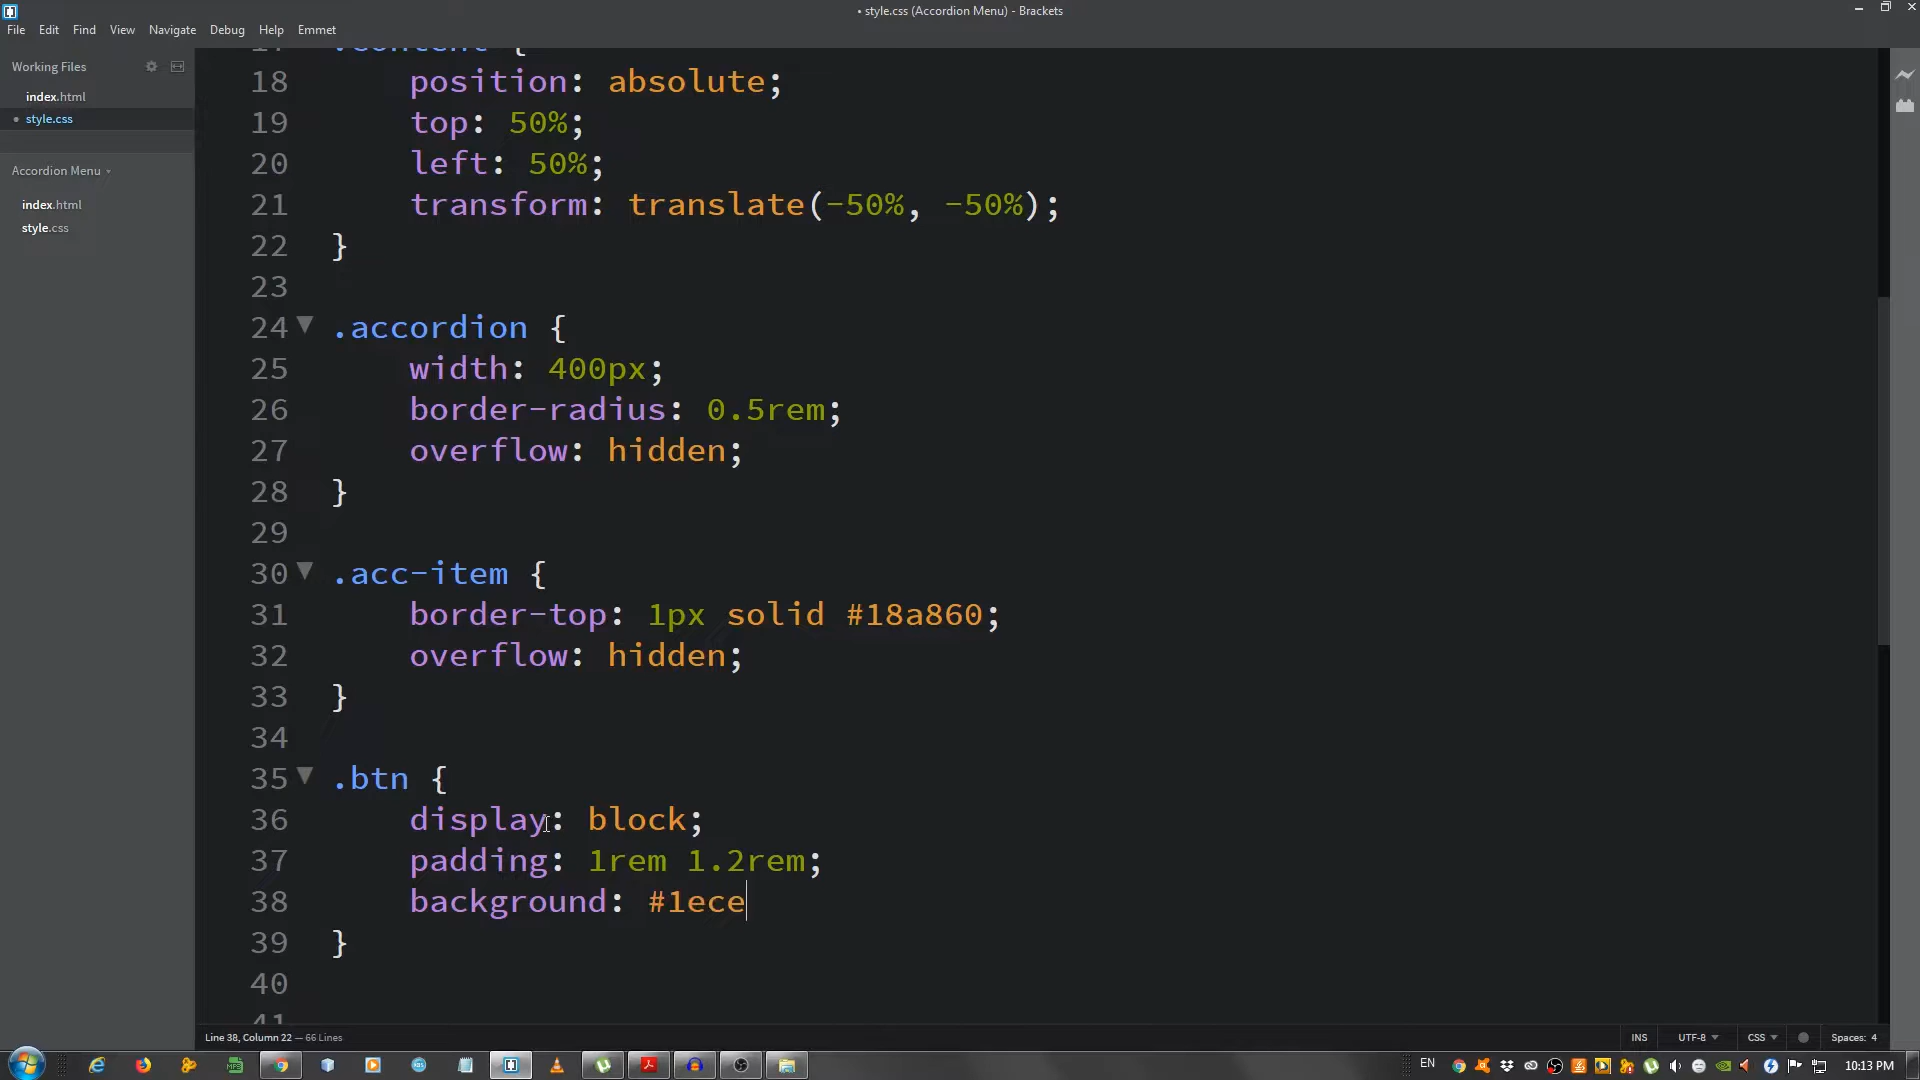 • style.css (Accordion Menu) - Brackets
File Edit Find View Navigate Debug Help Emmet
Working Files
index.html
• style.css
Accordion Menu
index.html
style.css
17 .content {
18 position: absolute;
19 top: 50%;
20 left: 50%;
21 transform: translate(-50%, -50%);
22 }
23
24 .accordion {
25 width: 400px;
26 border-radius: 0.5rem;
27 overflow: hidden;
28 }
29
30 .acc-item {
31 border-top: 1px solid #18a860;
32 overflow: hidden;
33 }
34
35 .btn {
36 display: block;
37 padding: 1rem 1.2rem;
38 background: #1ece
39 }
40
41
Line 38, Column 22 — 66 Lines
INS UTF-8 CSS Spaces: 4
EN 10:13 PM